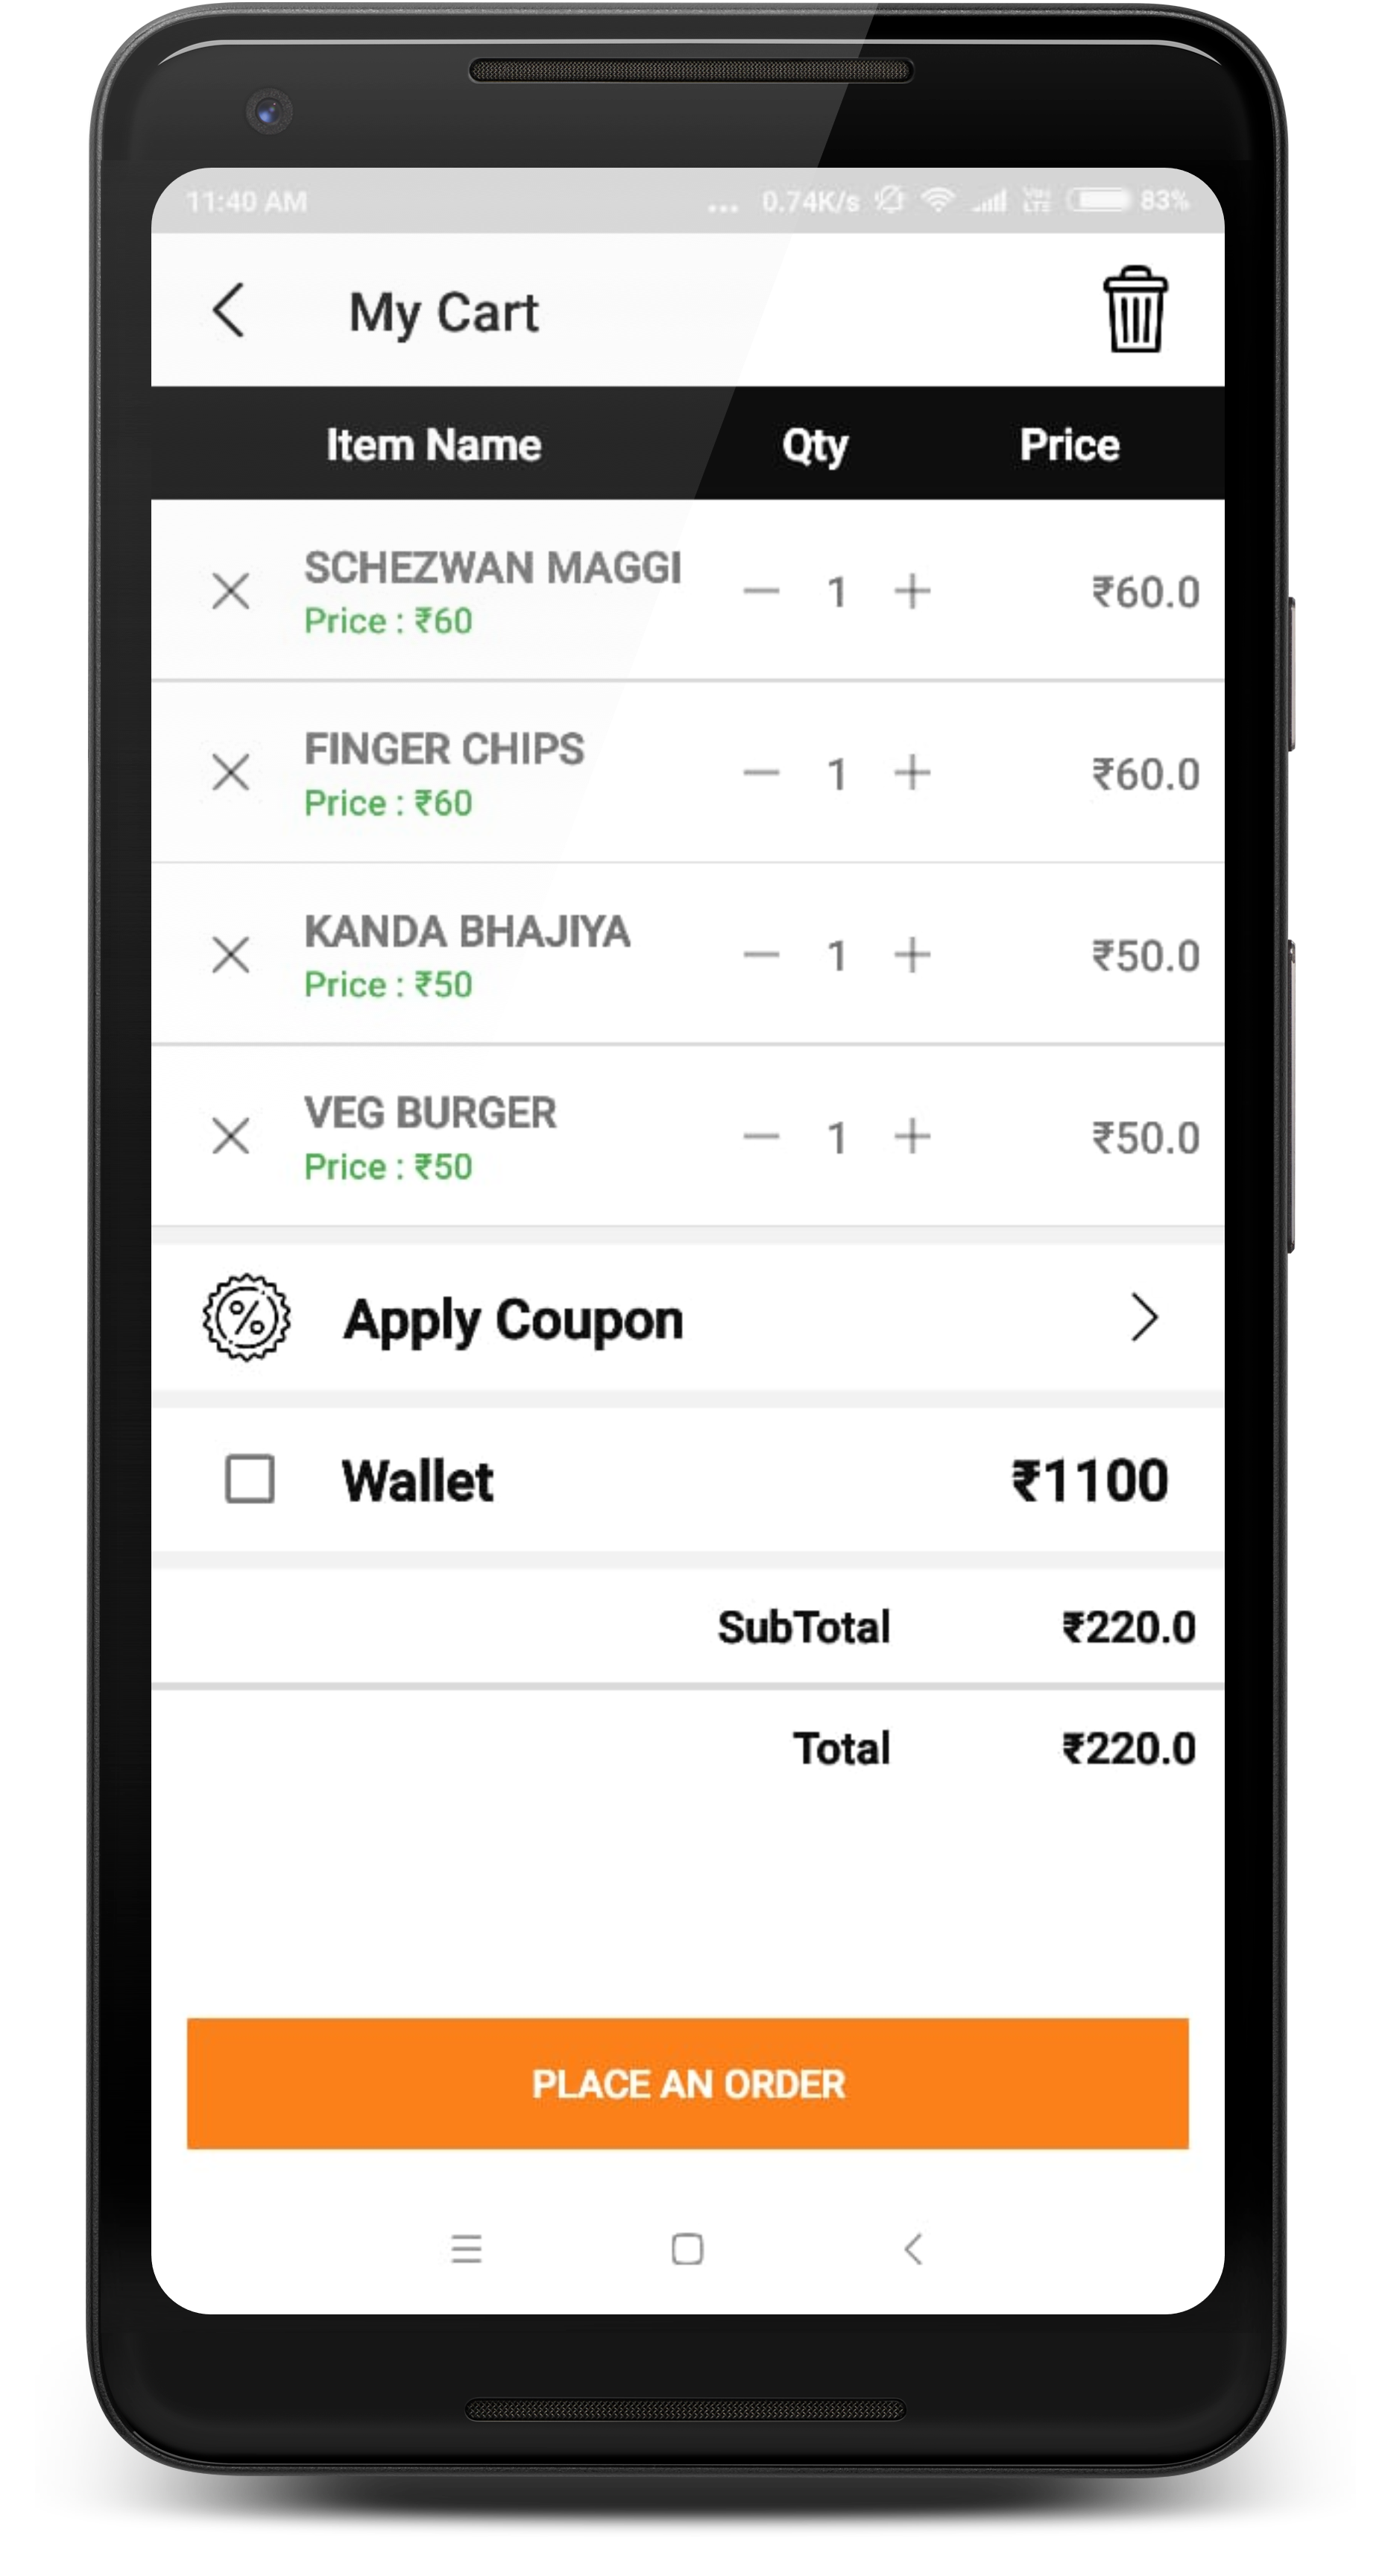 11:40 AM ... 0.74K/s VoLTE 83%
My Cart
Item Name Qty Price
SCHEZWAN MAGGI
Price : ₹60
1 ₹60.0
FINGER CHIPS
Price : ₹60
1 ₹60.0
KANDA BHAJIYA
Price : ₹50
1 ₹50.0
VEG BURGER
Price : ₹50
1 ₹50.0
Apply Coupon
Wallet ₹1100
SubTotal ₹220.0
Total ₹220.0
PLACE AN ORDER